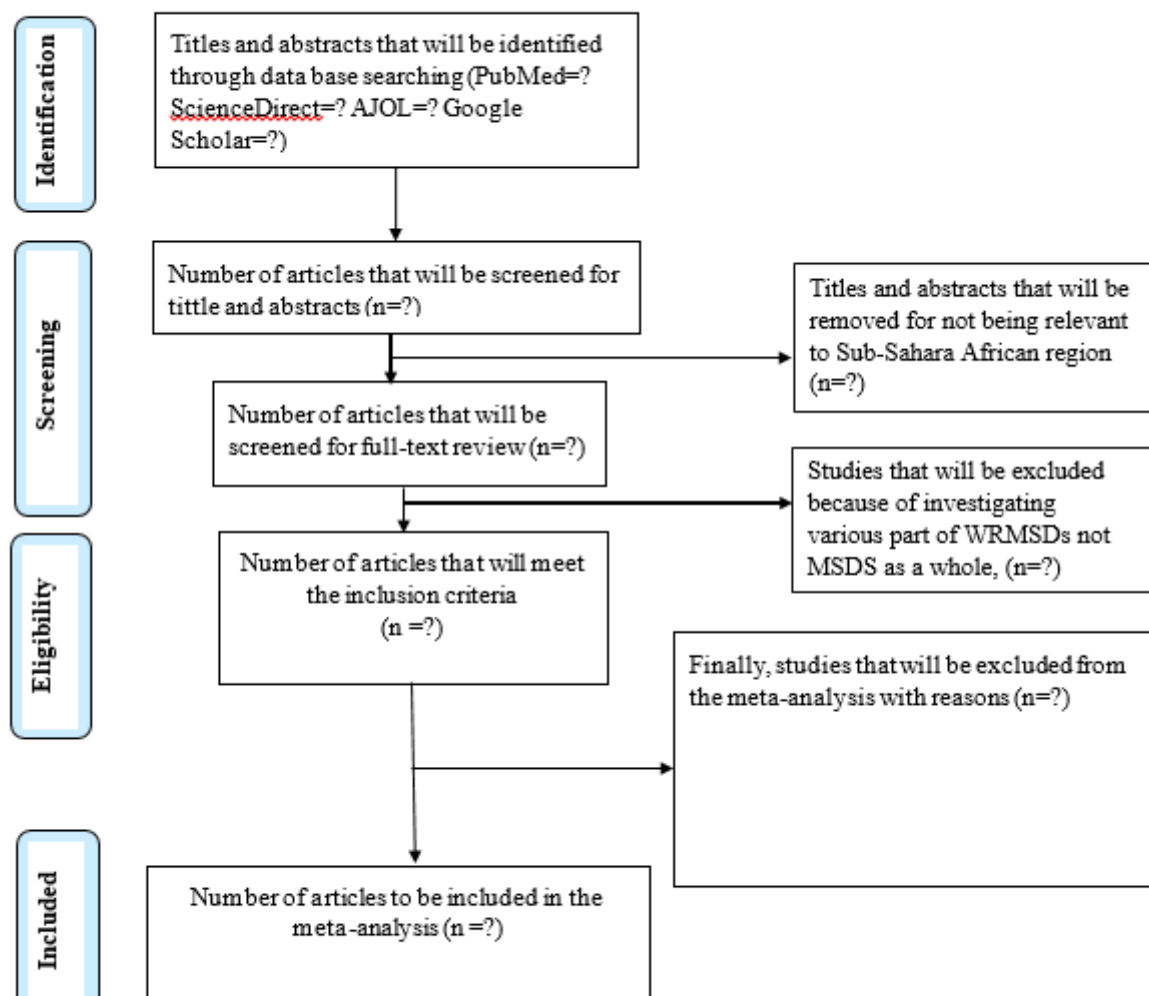 Identification
Titles and abstracts that will be identified
through data base searching (PubMed=?
ScienceDirect=? AJOL=? Google
Scholar=?)
Screening
Number of articles that will be screened for
tittle and abstracts (n=?)
Titles and abstracts that will be
removed for not being relevant
to Sub-Sahara African region
(n=?)
Number of articles that will be
screened for full-text review (n=?)
Studies that will be excluded
because of investigating
various part of WRMSDs not
MSDS as a whole, (n=?)
Eligibility
Number of articles that will meet
the inclusion criteria
(n =?)
Finally, studies that will be excluded from
the meta-analysis with reasons (n=?)
Included
Number of articles to be included in the
meta-analysis (n =?)